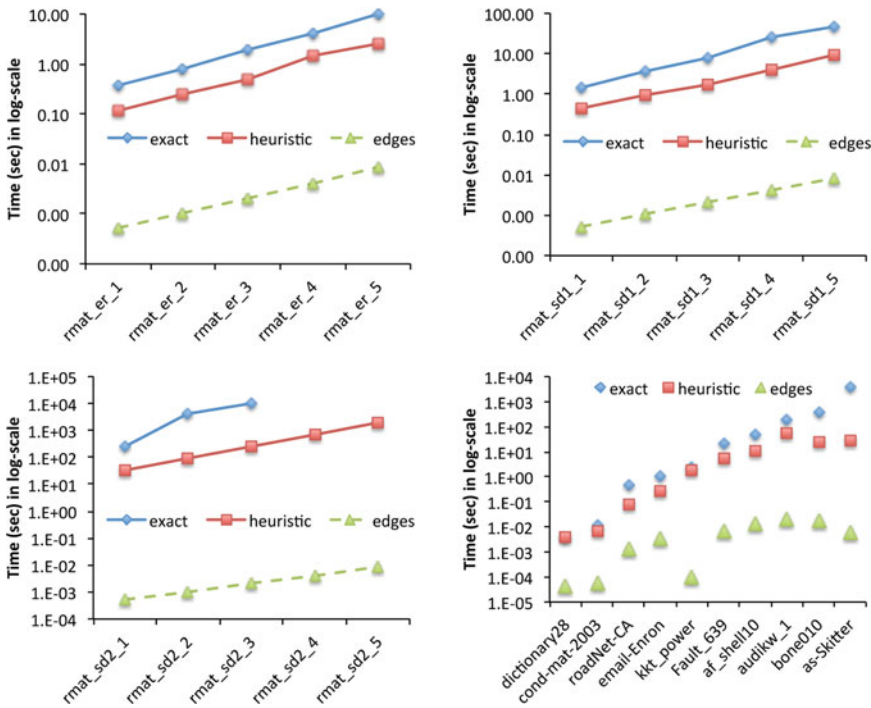 Time (sec) in log-scale
10.00
1.00
0.10
0.01
0.00
0.00
exact
heuristic
edges
rmat_er_1
rmat_er_2
rmat_er_3
rmat_er_4
rmat_er_5
Time (sec) in log-scale
100.00
10.00
1.00
0.10
0.01
0.00
0.00
exact
heuristic
edges
rmat_sd1_1
rmat_sd1_2
rmat_sd1_3
rmat_sd1_4
rmat_sd1_5
Time (sec) in log-scale
1.E+05
1.E+04
1.E+03
1.E+02
1.E+01
1.E+00
1.E-01
1.E-02
1.E-03
1.E-04
exact
heuristic
edges
rmat_sd2_1
rmat_sd2_2
rmat_sd2_3
rmat_sd2_4
rmat_sd2_5
Time (sec) in log-scale
1.E+04
1.E+03
1.E+02
1.E+01
1.E+00
1.E-01
1.E-02
1.E-03
1.E-04
1.E-05
exact
heuristic
edges
dictionary28
cond-mat-2003
roadNet-CA
email-Enron
kkt_power
Fault_639
af_shell10
audikw_1
bone010
as-Skitter